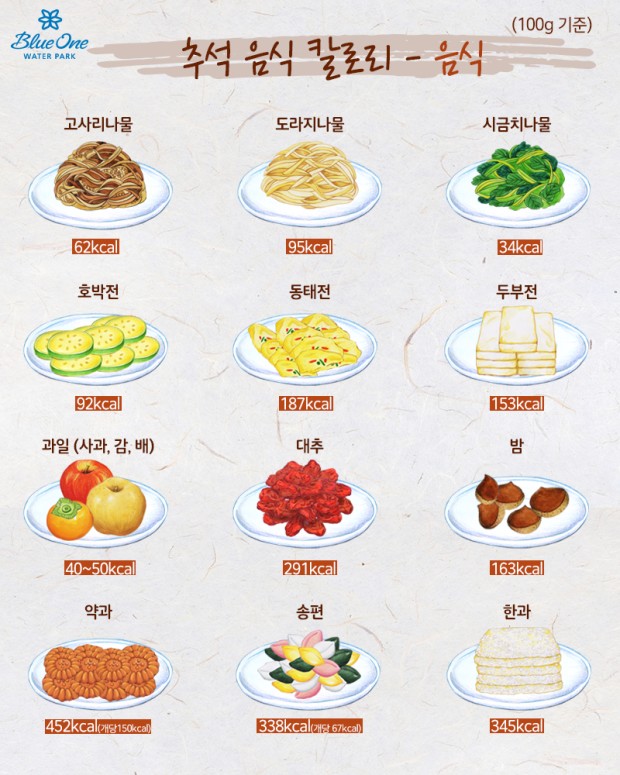 Blue One
WATER PARK
(100g 기준)
추석 음식 칼로리 - 음식
고사리나물 도라지나물 시금치나물
62kcal 95kcal 34kcal
호박전 동태전 두부전
92kcal 187kcal 153kcal
과일 (사과, 감, 배) 대추 밤
40~50kcal 291kcal 163kcal
약과 송편 한과
452kcal(개당150kcal) 338kcal(개당 67kcal) 345kcal